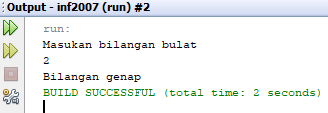 Output - inf2007 (run) #2
run:
Masukan bilangan bulat
2
Bilangan genap
BUILD SUCCESSFUL (total time: 2 seconds)